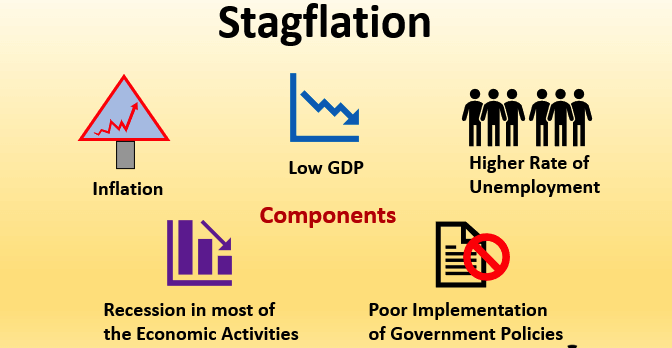 Stagflation
Inflation
Low GDP
Higher Rate of
Unemployment
Components
Recession in most of
the Economic Activities
Poor Implementation
of Government Policies